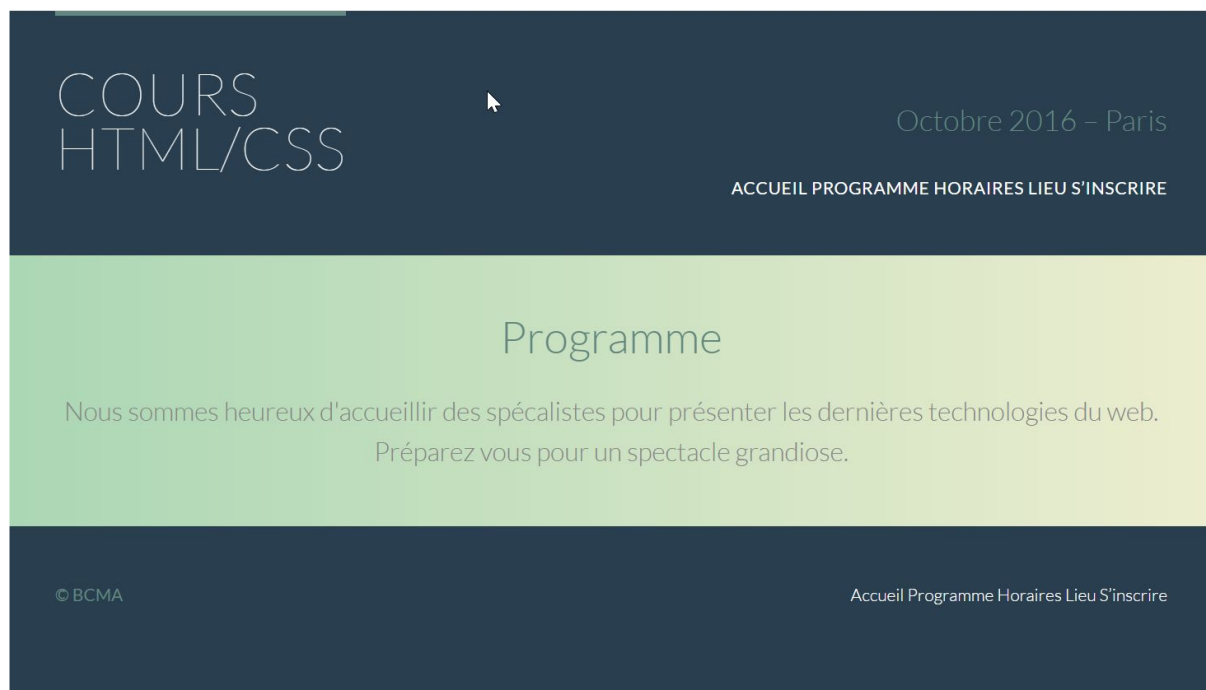 COURS
HTML/CSS
Octobre 2016 – Paris
ACCUEIL PROGRAMME HORAIRES LIEU S’INSCRIRE
Programme
Nous sommes heureux d'accueillir des spécalistes pour présenter les dernières technologies du web.
Préparez vous pour un spectacle grandiose.
© BCMA
Accueil Programme Horaires Lieu S’inscrire